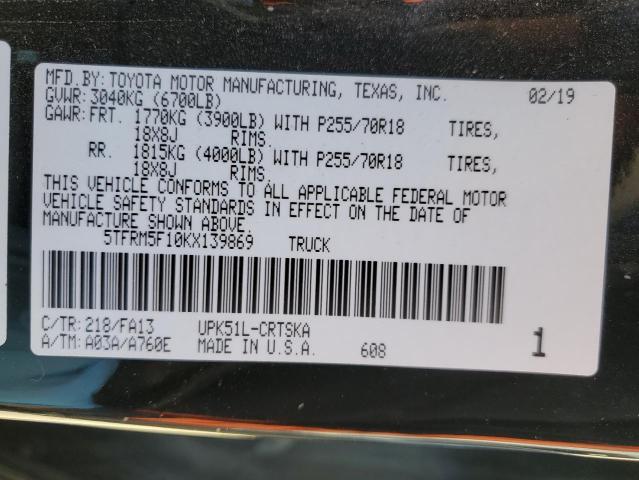 MFD.BY: TOYOTA MOTOR MANUFACTURING, TEXAS, INC. 02/19
GVWR: 3040KG (6700LB)
GAWR: FRT. 1770KG (3900LB) WITH P255/70R18 TIRES,
18X8J RIMS.
RR. 1815KG (4000LB) WITH P255/70R18 TIRES,
18X8J RIMS.
THIS VEHICLE CONFORMS TO ALL APPLICABLE FEDERAL MOTOR
VEHICLE SAFETY STANDARDS IN EFFECT ON THE DATE OF
MANUFACTURE SHOWN ABOVE.
5TFRM5F10KX139869 TRUCK
C/TR: 218/FA13 UPK51L-CRTSKA
A/TM: A03A/A760E MADE IN U.S.A. 608 1